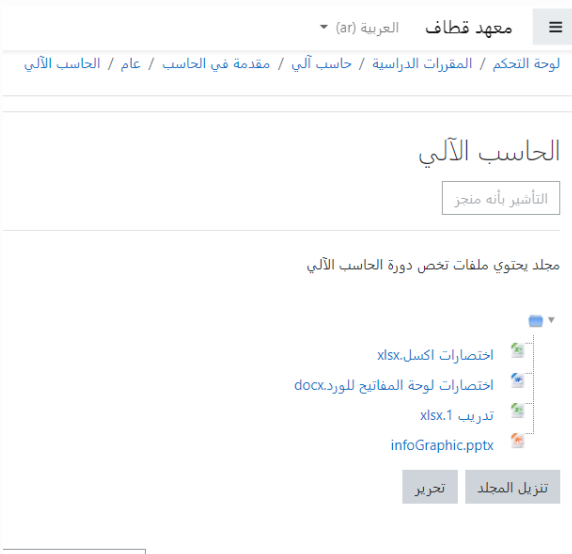 معهد قطاف العربية (ar)
لوحة التحكم / المقررات الدراسية / حاسب آلي / مقدمة في الحاسب / عام / الحاسب الآلي
الحاسب الآلي
التأشير بأنه منجز
مجلد يحتوي ملفات تخص دورة الحاسب الآلي
اختصارات اكسل.xlsx
اختصارات لوحة المفاتيح للورد.docx
تدريب 1.xlsx
infoGraphic.pptx
تنزيل المجلد تحرير